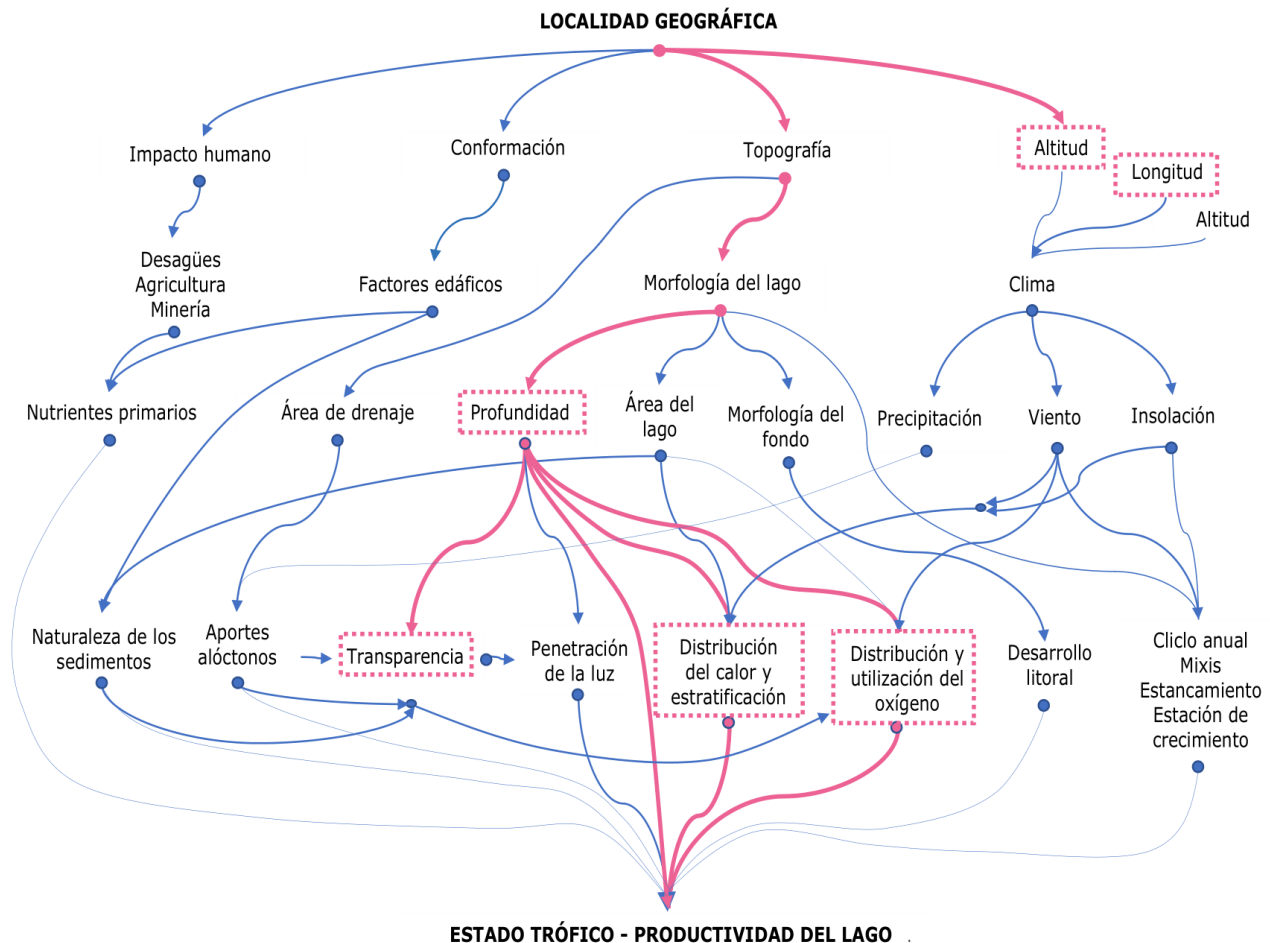 LOCALIDAD GEOGRÁFICA
Impacto humano
Conformación
Topografía
Altitud
Longitud
Altitud
Desagües
Agricultura
Minería
Factores edáficos
Morfología del lago
Clima
Nutrientes primarios
Área de drenaje
Profundidad
Área del
lago
Morfología del
fondo
Precipitación
Viento
Insolación
Naturaleza de los
sedimentos
Aportes
alóctonos
Transparencia
Penetración
de la luz
Distribución
del calor y
estratificación
Distribución y
utilización del
oxígeno
Desarrollo
litoral
Cliclo anual
Mixis
Estancamiento
Estación de
crecimiento
ESTADO TRÓFICO - PRODUCTIVIDAD DEL LAGO .